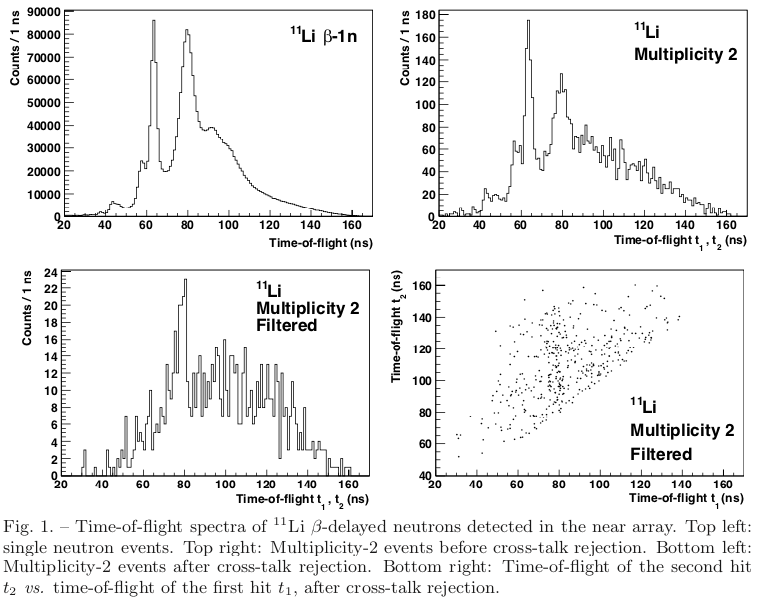 ¹¹Li β-1n
Counts / 1 ns
90000
80000
70000
60000
50000
40000
30000
20000
10000
0
20 40 60 80 100 120 140 160
Time-of-flight (ns)
¹¹Li
Multiplicity 2
Counts / 1 ns
180
160
140
120
100
80
60
40
20
0
20 40 60 80 100 120 140 160
Time-of-flight t₁ , t₂ (ns)
¹¹Li
Multiplicity 2
Filtered
Counts / 1 ns
24
22
20
18
16
14
12
10
8
6
4
2
0
20 40 60 80 100 120 140 160
Time-of-flight t₁ , t₂ (ns)
Time-of-flight t₂ (ns)
160
140
120
100
80
60
40
¹¹Li
Multiplicity 2
Filtered
20 40 60 80 100 120 140 160
Time-of-flight t₁(ns)
Fig. 1. – Time-of-flight spectra of ¹¹Li β-delayed neutrons detected in the near array. Top left:
single neutron events. Top right: Multiplicity-2 events before cross-talk rejection. Bottom left:
Multiplicity-2 events after cross-talk rejection. Bottom right: Time-of-flight of the second hit
t₂ vs. time-of-flight of the first hit t₁, after cross-talk rejection.